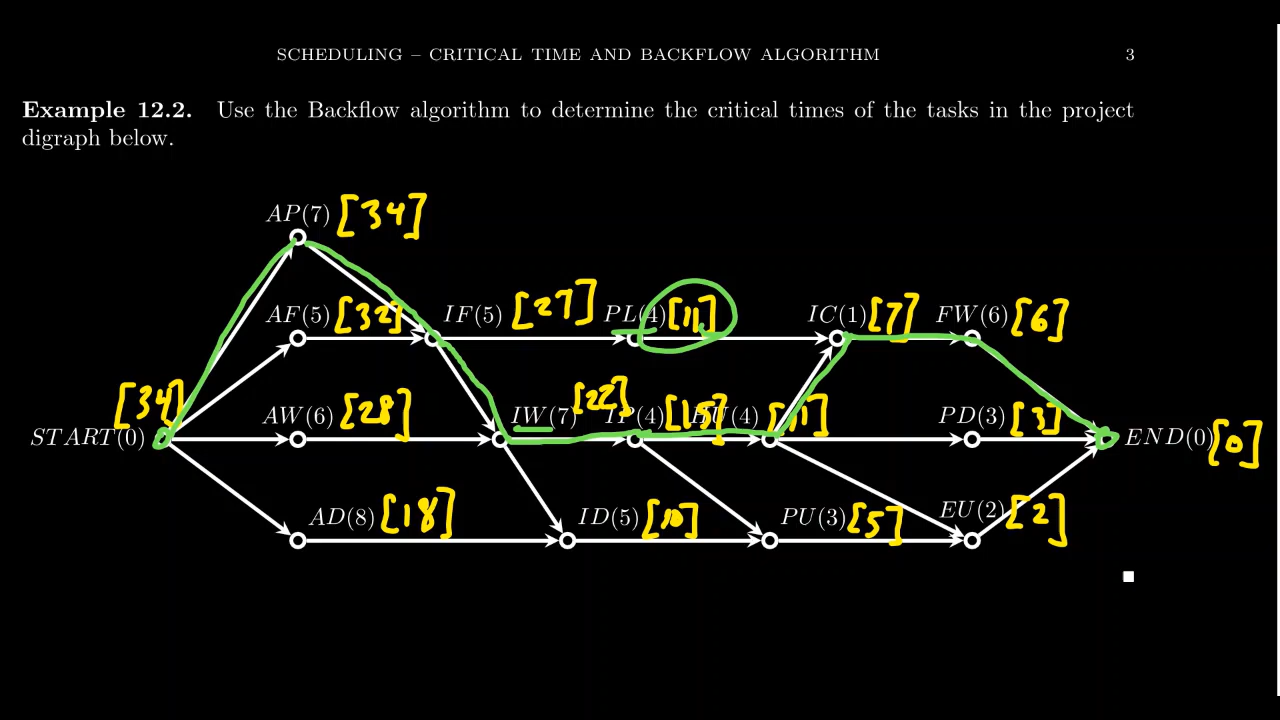 SCHEDULING – CRITICAL TIME AND BACKFLOW ALGORITHM 3
Example 12.2. Use the Backflow algorithm to determine the critical times of the tasks in the project
digraph below.
AP(7) [34]
AF(5) [32] IF(5) [27] PL(4) [11] IC(1) [7] FW(6) [6]
START(0) [34] AW(6) [28] IW(7) [22] IP(4) [15] HU(4) [11] PD(3) [3] END(0) [0]
AD(8) [18] ID(5) [10] PU(3) [5] EU(2) [2]